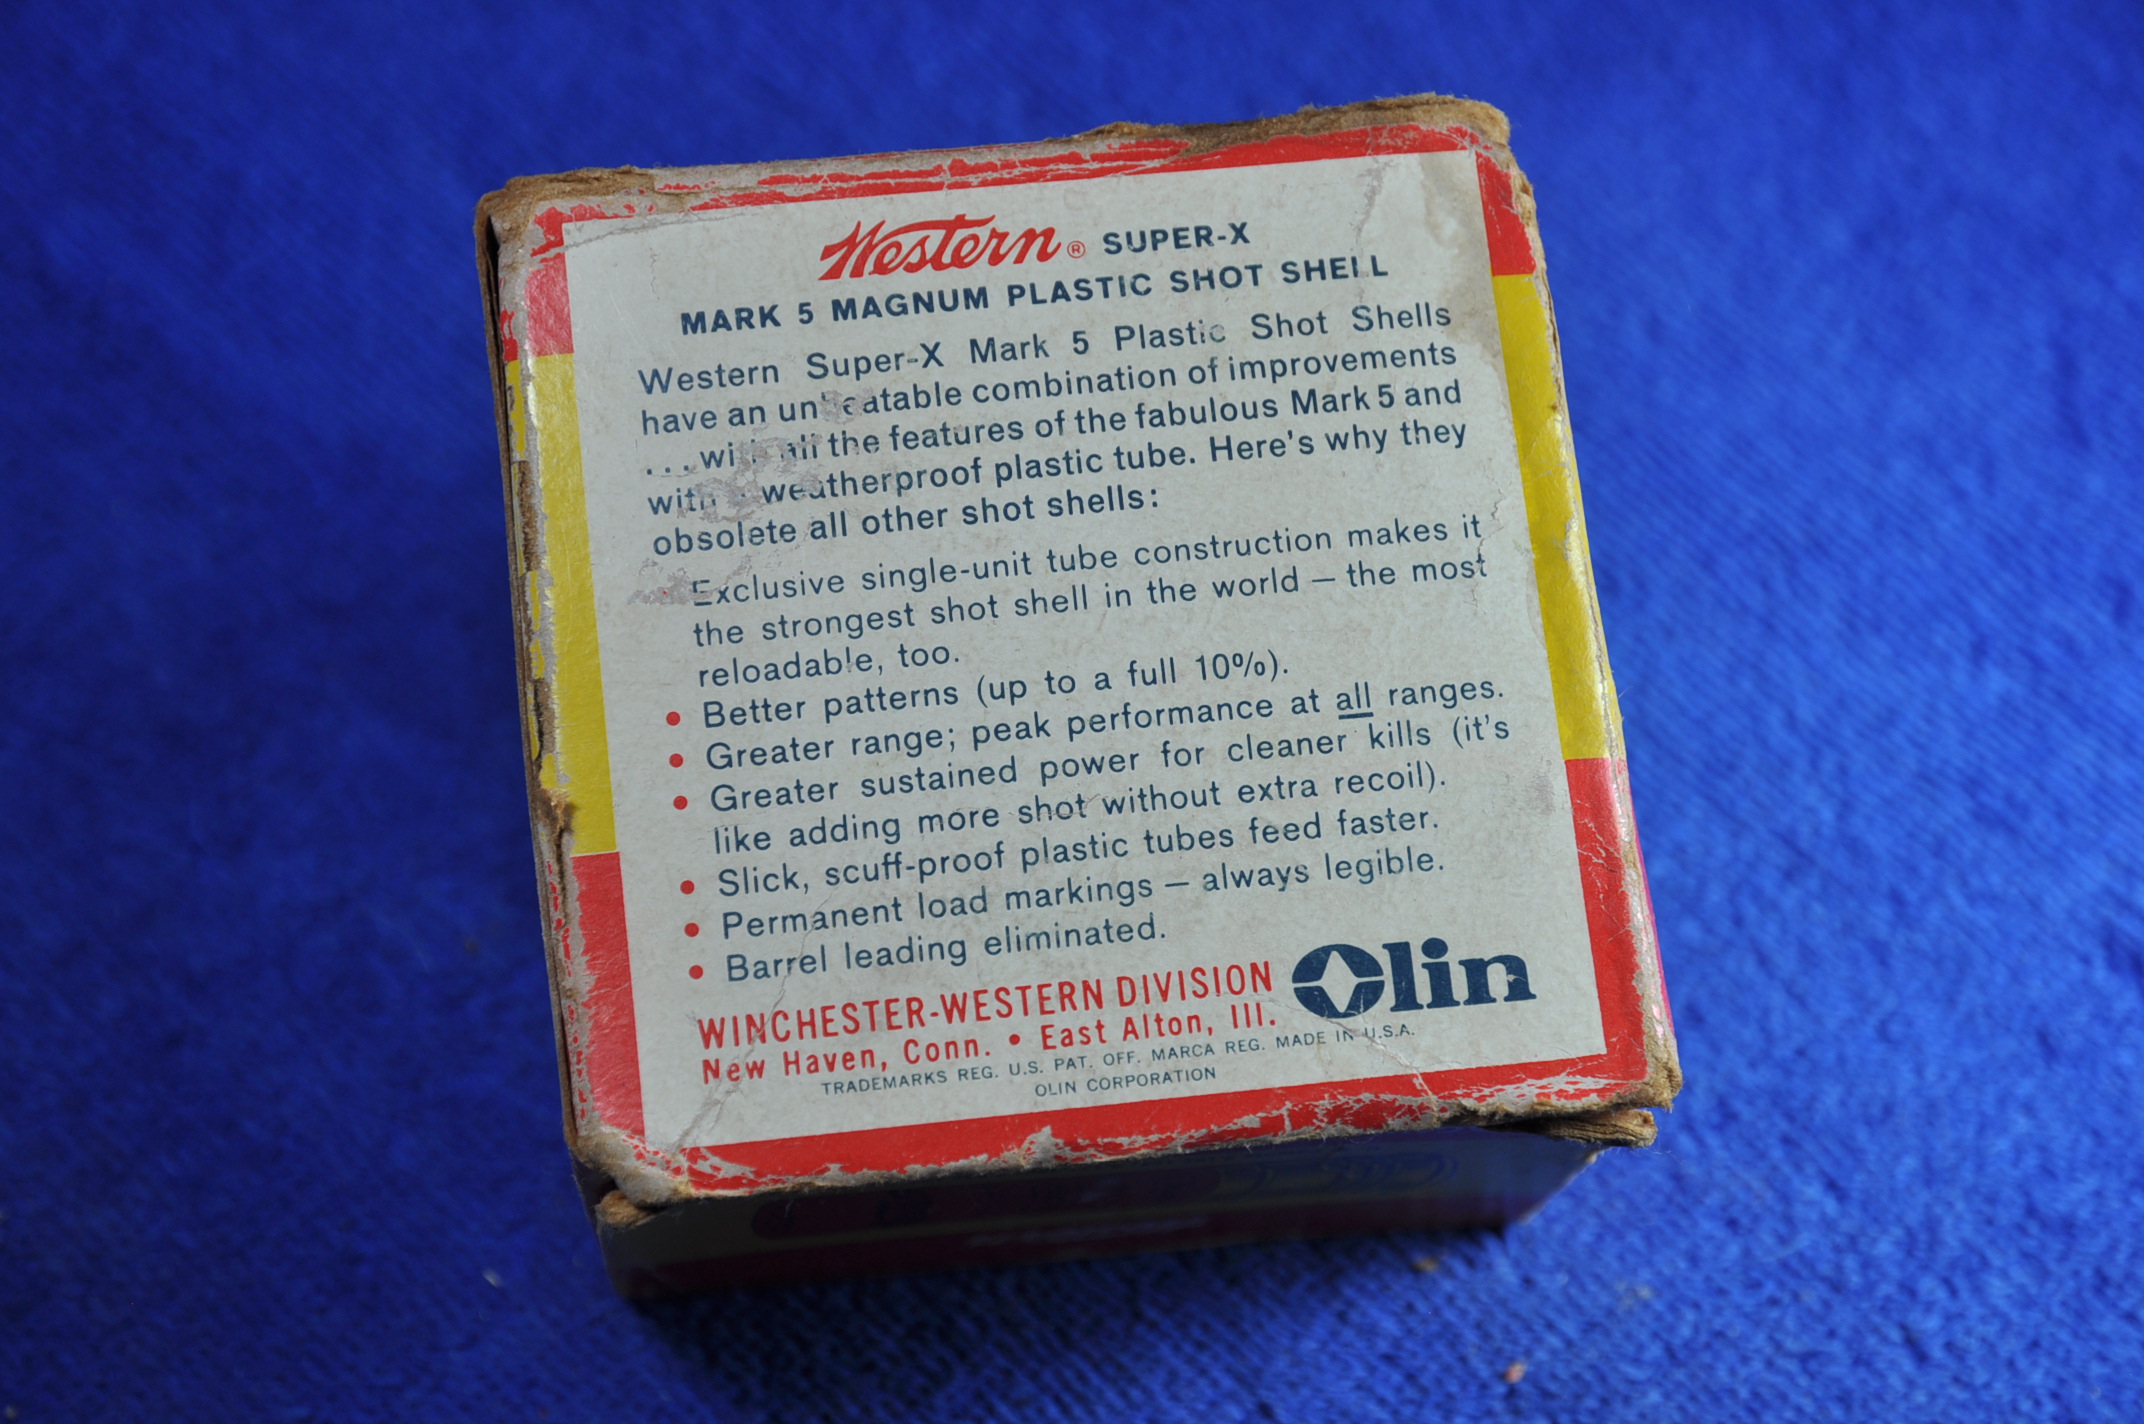 Western® SUPER-X
MARK 5 MAGNUM PLASTIC SHOT SHELL
Western Super-X Mark 5 Plastic Shot Shells
have an unbeatable combination of improvements
... with all the features of the fabulous Mark 5 and
with a weatherproof plastic tube. Here's why they
obsolete all other shot shells:
Exclusive single-unit tube construction makes it
the strongest shot shell in the world — the most
reloadable, too.
• Better patterns (up to a full 10%).
• Greater range; peak performance at all ranges.
• Greater sustained power for cleaner kills (it's
like adding more shot without extra recoil).
• Slick, scuff-proof plastic tubes feed faster.
• Permanent load markings — always legible.
• Barrel leading eliminated.
WINCHESTER-WESTERN DIVISION
New Haven, Conn. • East Alton, Ill.
Olin
TRADEMARKS REG. U.S. PAT. OFF. MARCA REG. MADE IN U.S.A.
OLIN CORPORATION